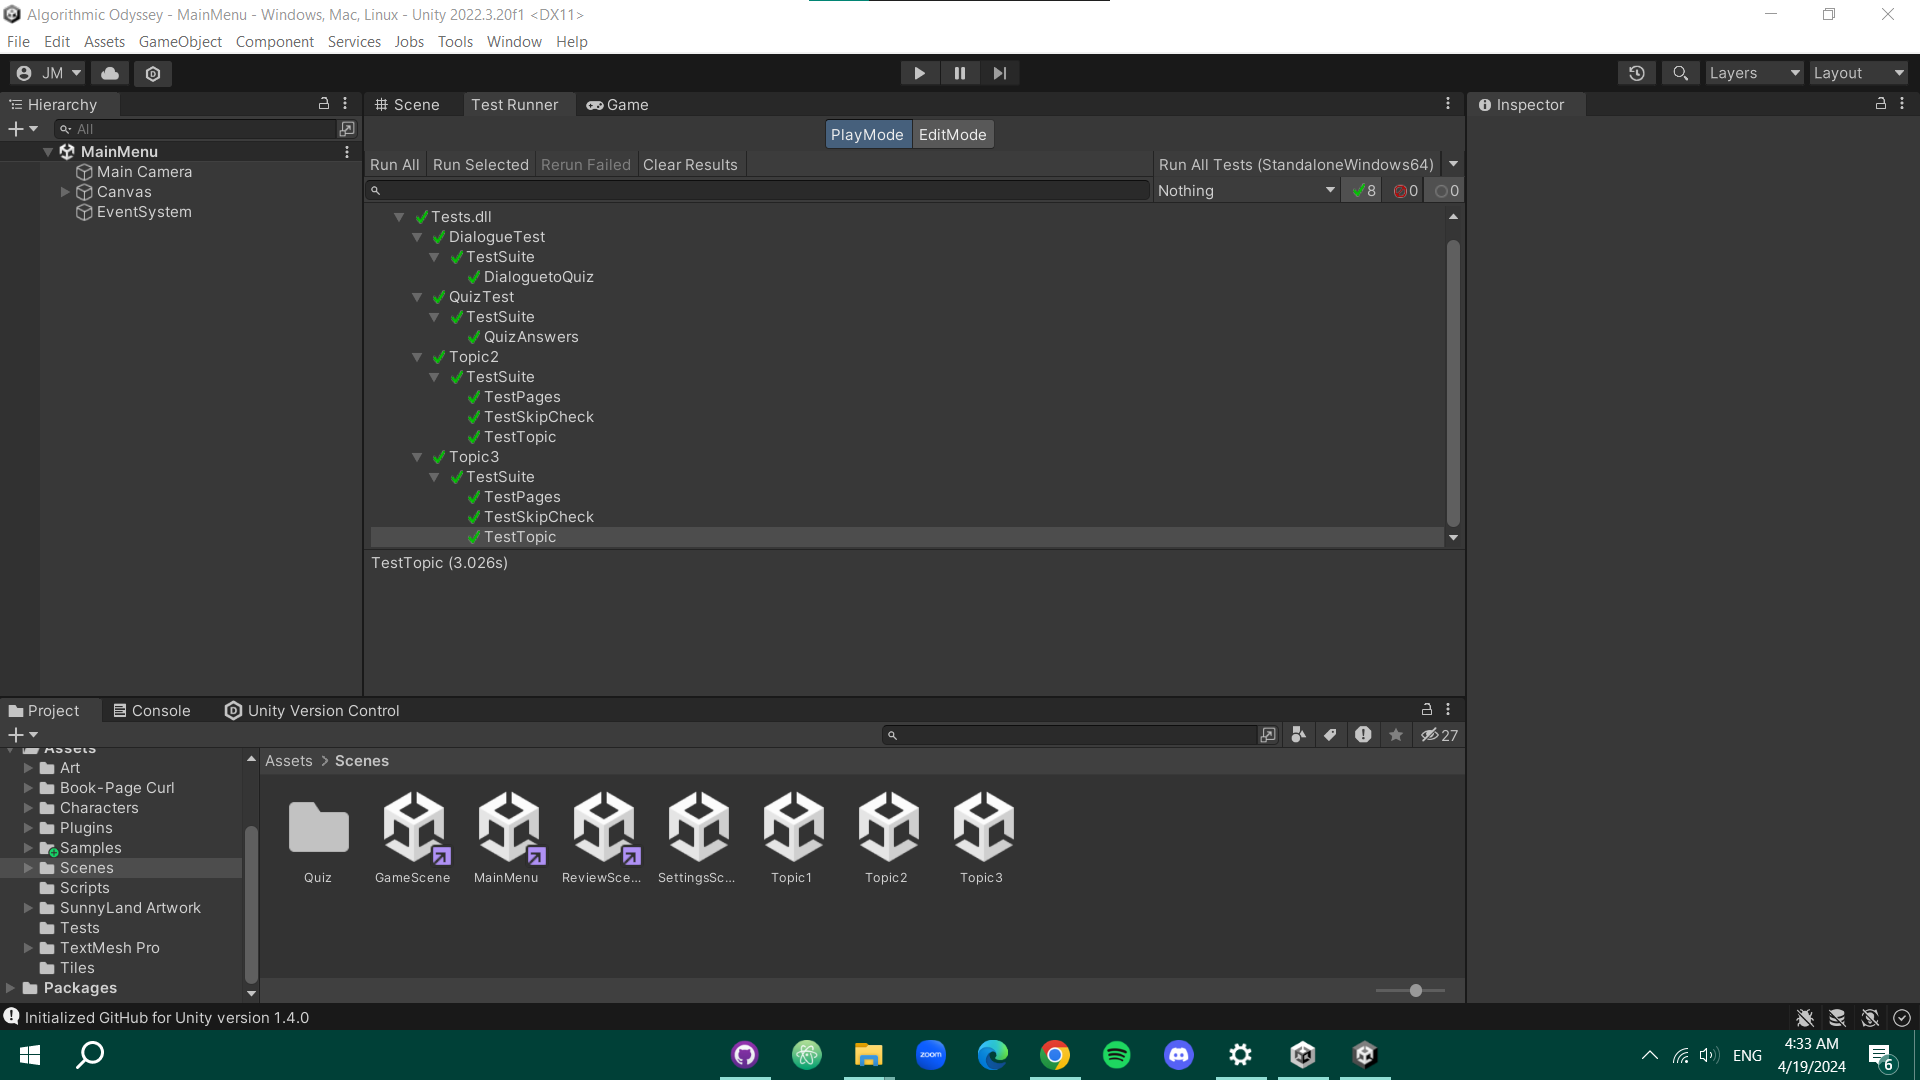 Algorithmic Odyssey - MainMenu - Windows, Mac, Linux - Unity 2022.3.20f1 <DX11>
File Edit Assets GameObject Component Services Jobs Tools Window Help
JM Layers Layout
Hierarchy
All
MainMenu
Main Camera
Canvas
EventSystem
Scene Test Runner Game
PlayMode EditMode
Run All Run Selected Rerun Failed Clear Results Run All Tests (StandaloneWindows64)
Nothing 8 0 0
Tests.dll
DialogueTest
TestSuite
DialoguetoQuiz
QuizTest
TestSuite
QuizAnswers
Topic2
TestSuite
TestPages
TestSkipCheck
TestTopic
Topic3
TestSuite
TestPages
TestSkipCheck
TestTopic
TestTopic (3.026s)
Inspector
Project Console Unity Version Control
27
Assets
Art
Book-Page Curl
Characters
Plugins
Samples
Scenes
Scripts
SunnyLand Artwork
Tests
TextMesh Pro
Tiles
Packages
Assets > Scenes
Quiz GameScene MainMenu ReviewSce... SettingsSc... Topic1 Topic2 Topic3
Initialized GitHub for Unity version 1.4.0
zoom
ENG
4:33 AM
4/19/2024
6